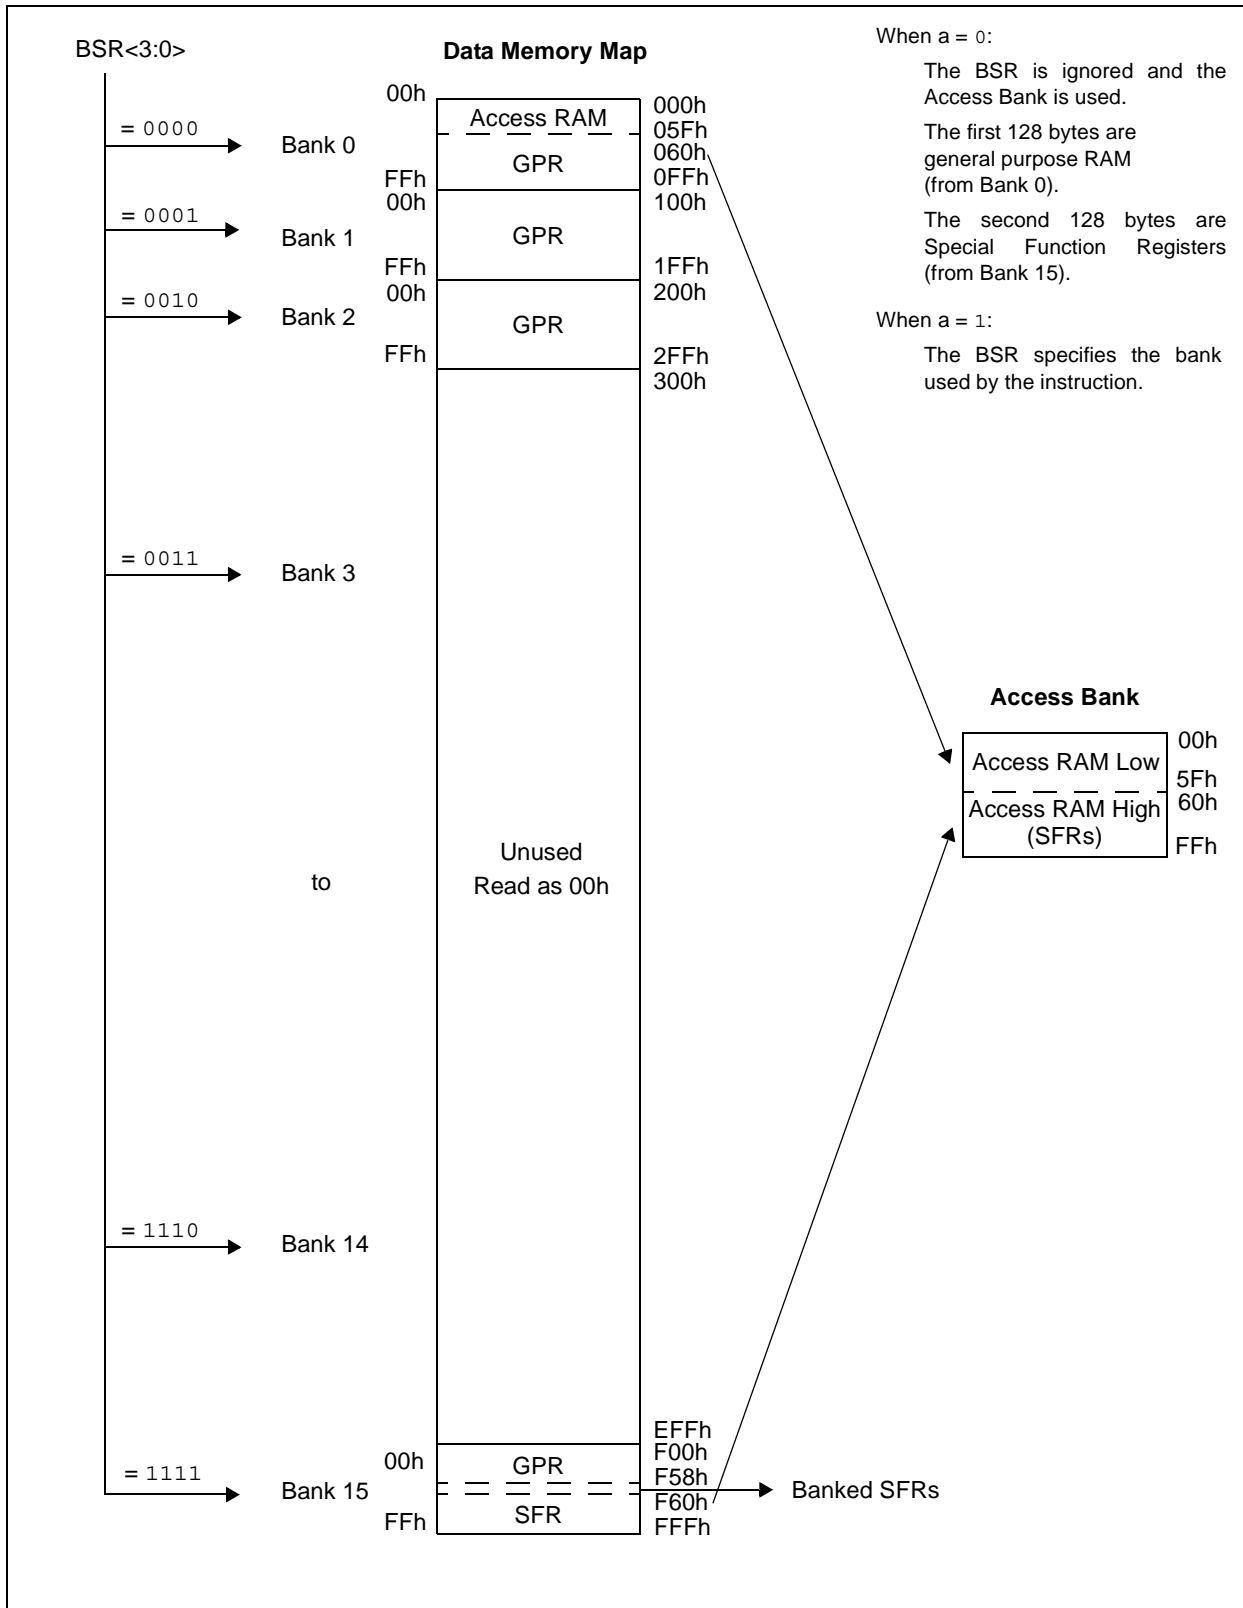 BSR<3:0>
Data Memory Map
When a = 0:
The BSR is ignored and the
Access Bank is used.
The first 128 bytes are
general purpose RAM
(from Bank 0).
The second 128 bytes are
Special Function Registers
(from Bank 15).
When a = 1:
The BSR specifies the bank
used by the instruction.
= 0000
Bank 0
00h
FFh
Access RAM
GPR
000h
05Fh
060h
0FFh
= 0001
Bank 1
00h
FFh
GPR
100h
1FFh
= 0010
Bank 2
00h
FFh
GPR
200h
2FFh
300h
= 0011
Bank 3
to
Unused
Read as 00h
Access Bank
Access RAM Low
Access RAM High
(SFRs)
00h
5Fh
60h
FFh
= 1110
Bank 14
= 1111
Bank 15
00h
FFh
GPR
SFR
EFFh
F00h
F58h
F60h
FFFh
Banked SFRs